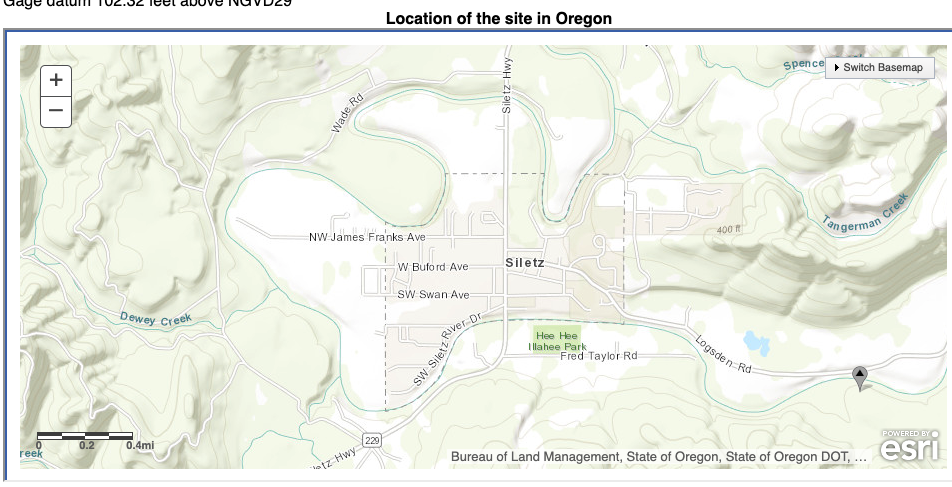 Gage datum 102.32 feet above NGVD29
Location of the site in Oregon
+
−
Switch Basemap
Spence
Siletz Hwy
Wade Rd
Tangerman Creek
400 ft
NW James Franks Ave
W Buford Ave
Siletz
SW Swan Ave
Dewey Creek
SW Siletz River Dr
Hee Hee
Illahee Park
Fred Taylor Rd
Logsden Rd
229
letz Hwy
0 0.2 0.4mi
reek
POWERED BY
esri
Bureau of Land Management, State of Oregon, State of Oregon DOT, ...